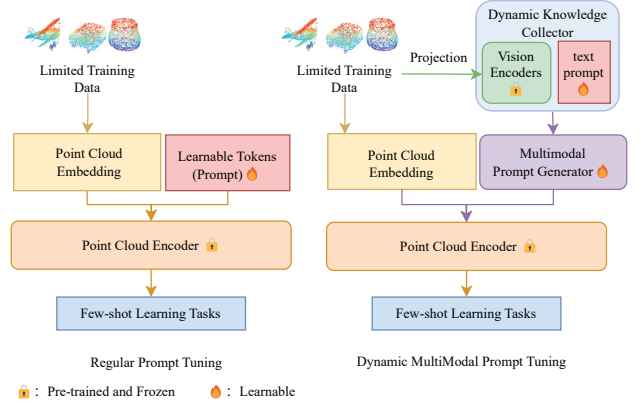 Limited Training
Data
Point Cloud
Embedding
Learnable Tokens
(Prompt)
Point Cloud Encoder
Few-shot Learning Tasks
Regular Prompt Tuning
Limited Training
Data
Projection
Dynamic Knowledge
Collector
Vision
Encoders
text
prompt
Point Cloud
Embedding
Multimodal
Prompt Generator
Point Cloud Encoder
Few-shot Learning Tasks
Dynamic MultiModal Prompt Tuning
: Pre-trained and Frozen
: Learnable